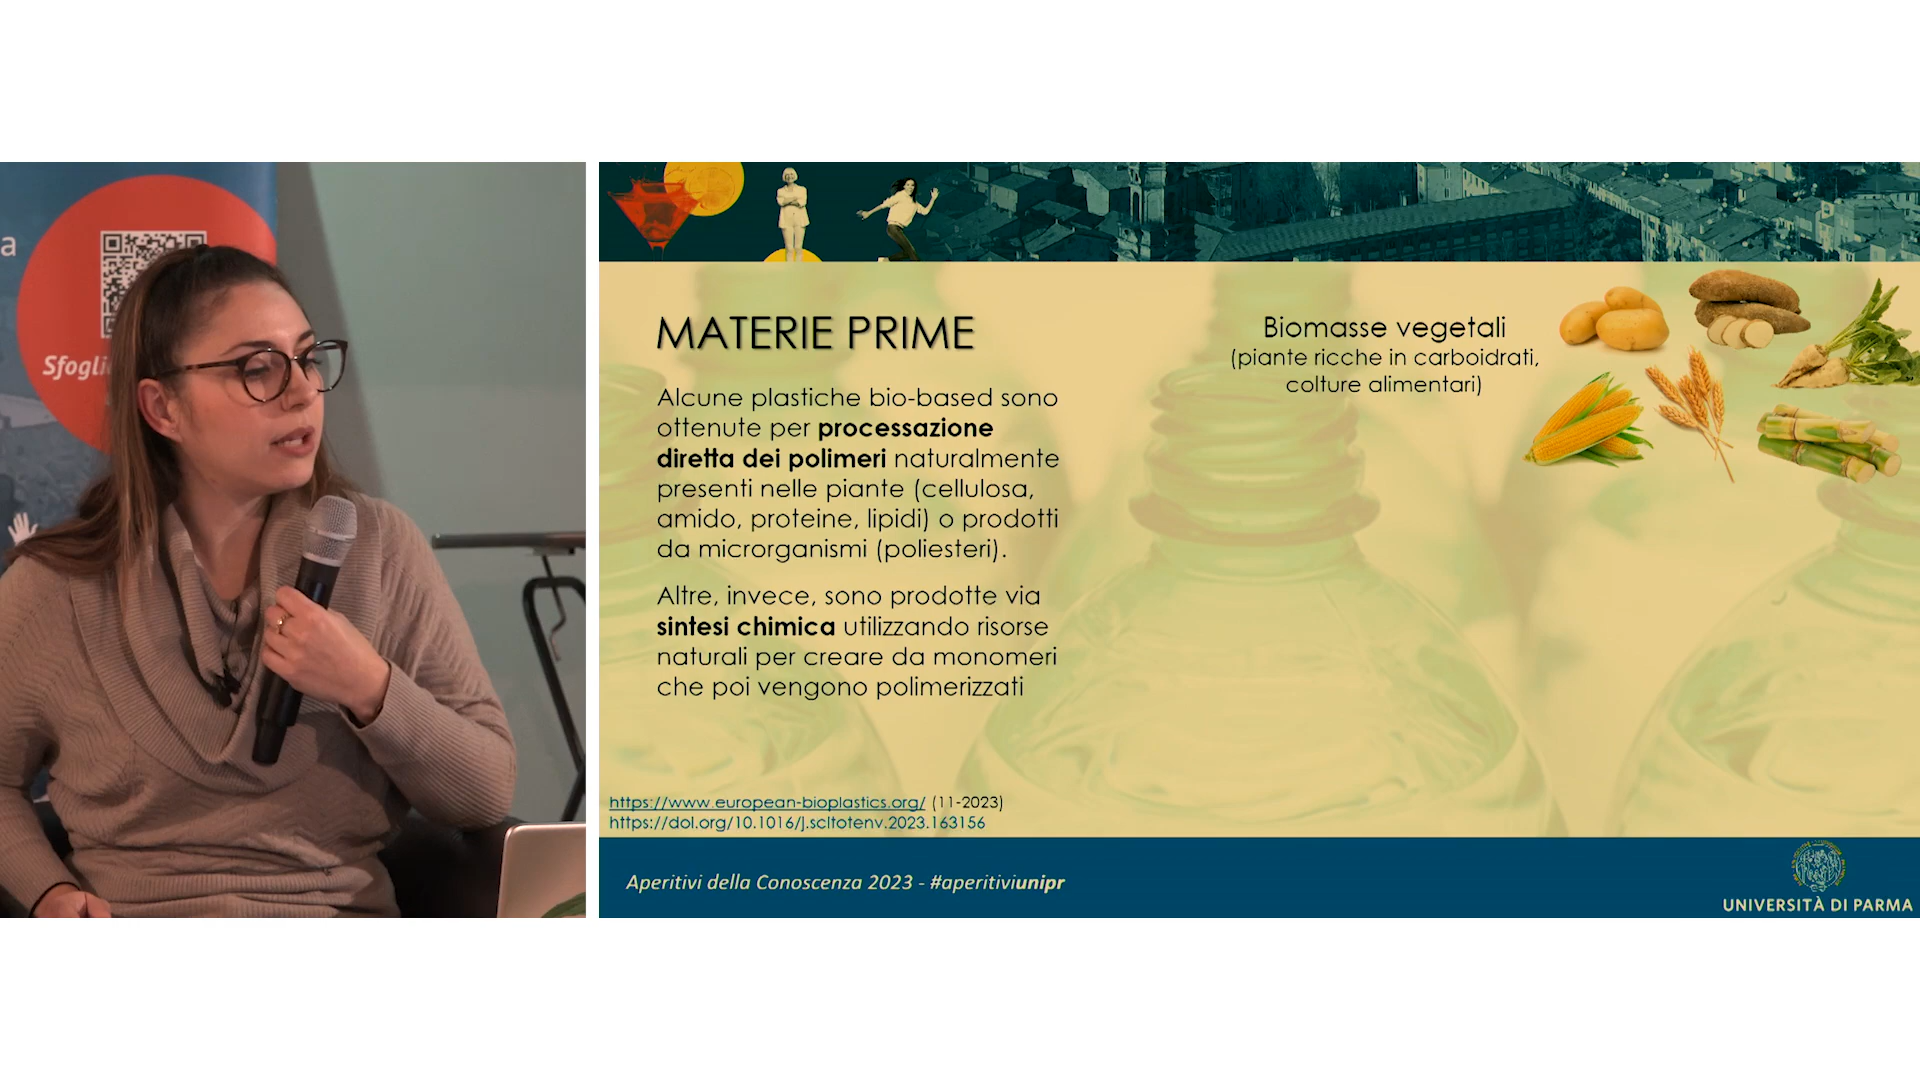 a
MATERIE PRIME
Alcune plastiche bio-based sono
ottenute per processazione
diretta dei polimeri naturalmente
presenti nelle piante (cellulosa,
amido, proteine, lipidi) o prodotti
da microrganismi (poliesteri).
Altre, invece, sono prodotte via
sintesi chimica utilizzando risorse
naturali per creare da monomeri
che poi vengono polimerizzati
Biomasse vegetali
(piante ricche in carboidrati,
colture alimentari)
https://www.european-bioplastics.org/ (11-2023)
https://doi.org/10.1016/j.scitotenv.2023.163156
Aperitivi della Conoscenza 2023 - #aperitiviunipr
UNIVERSITÀ DI PARMA